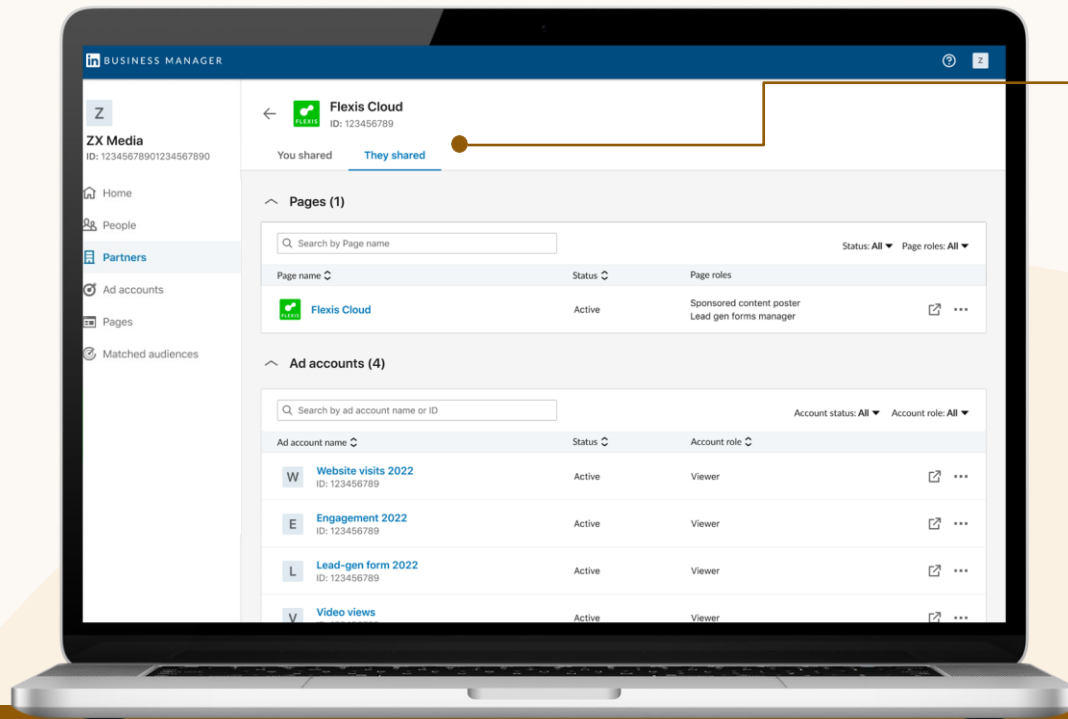 in BUSINESS MANAGER
Z
Z
ZX Media
ID: 12345678901234567890
Home
People
Partners
Ad accounts
Pages
Matched audiences
FLEXIS
Flexis Cloud
ID: 123456789
You shared They shared
Pages (1)
Search by Page name
Status: All Page roles: All
Page name Status Page roles
FLEXIS
Flexis Cloud Active Sponsored content poster
Lead gen forms manager
Ad accounts (4)
Search by ad account name or ID
Account status: All Account role: All
Ad account name Status Account role
W Website visits 2022 Active Viewer
ID: 123456789
E Engagement 2022 Active Viewer
ID: 123456789
L Lead-gen form 2022 Active Viewer
ID: 123456789
V Video views Active Viewer